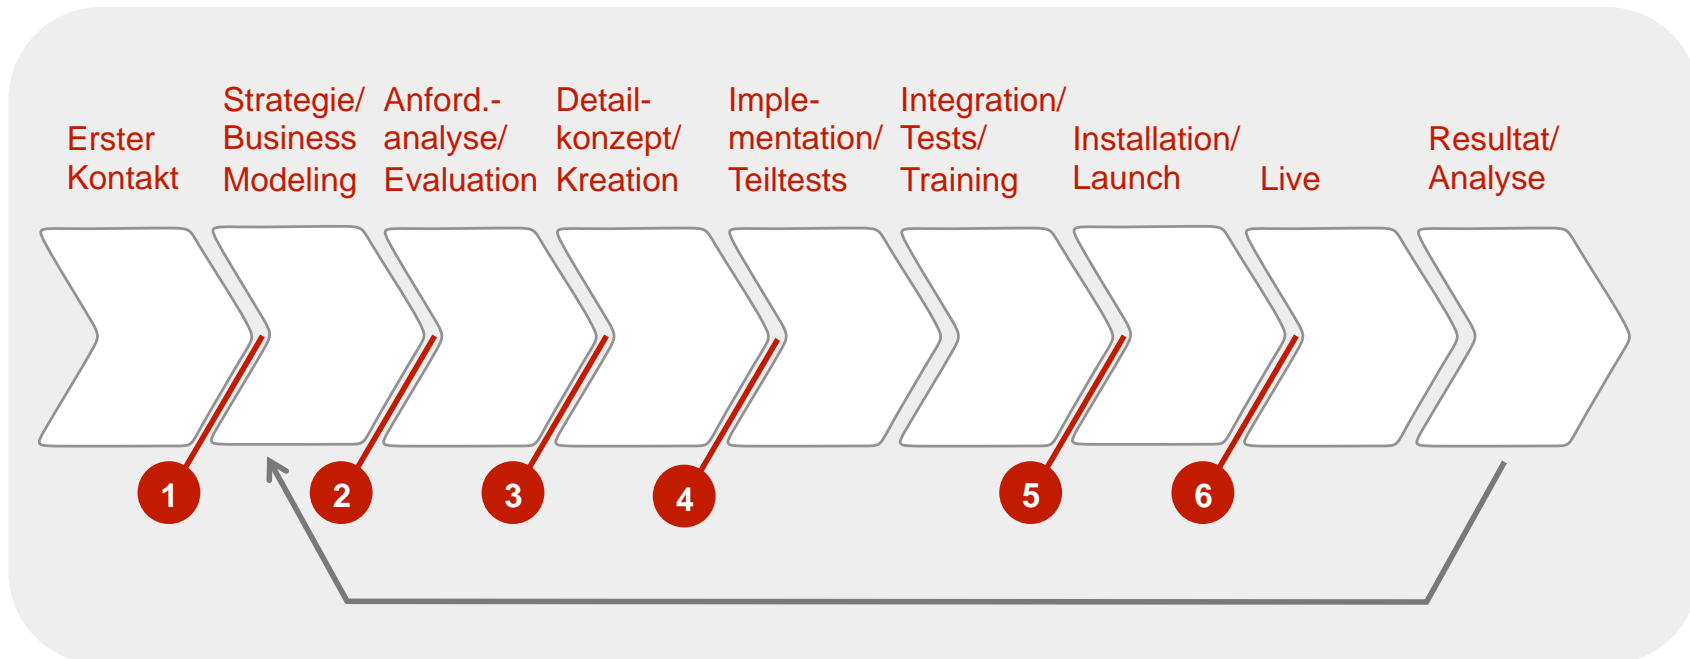 Erster
Kontakt
Strategie/
Business
Modeling
Anford.-
analyse/
Evaluation
Detail-
konzept/
Kreation
Imple-
mentation/
Teiltests
Integration/
Tests/
Training
Installation/
Launch
Live
Resultat/
Analyse
1
2
3
4
5
6